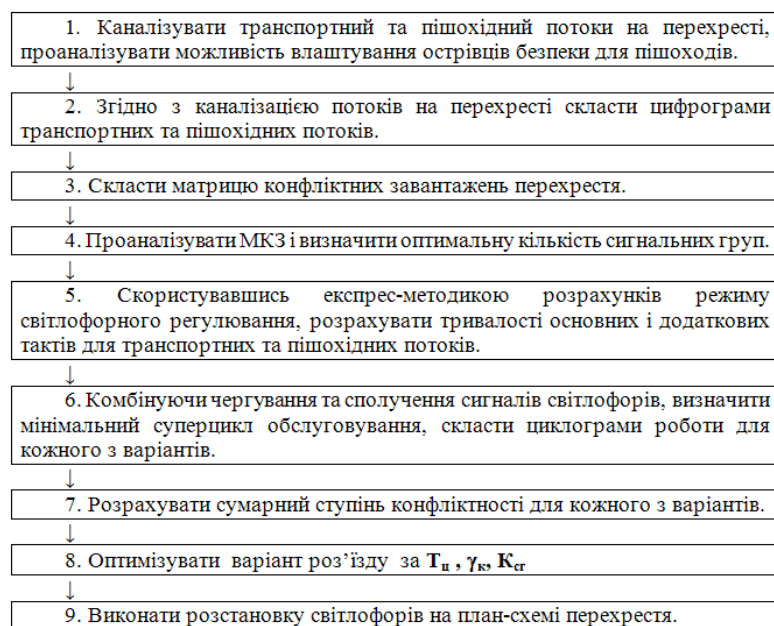 1. Каналізувати транспортний та пішохідний потоки на перехресті,
проаналізувати можливість влаштування острівців безпеки для пішоходів.
↓
2. Згідно з каналізацією потоків на перехресті скласти цифрограми
транспортних та пішохідних потоків.
↓
3. Скласти матрицю конфліктних завантажень перехрестя.
↓
4. Проаналізувати МКЗ і визначити оптимальну кількість сигнальних груп.
↓
5. Скористувавшись експрес-методикою розрахунків режиму
світлофорного регулювання, розрахувати тривалості основних і додаткових
тактів для транспортних та пішохідних потоків.
↓
6. Комбінуючи чергування та сполучення сигналів світлофорів, визначити
мінімальний суперцикл обслуговування, скласти циклограми роботи для
кожного з варіантів.
↓
7. Розрахувати сумарний ступінь конфліктності для кожного з варіантів.
↓
8. Оптимізувати варіант роз’їзду за Tц , γк, Kсг
↓
9. Виконати розстановку світлофорів на план-схемі перехрестя.